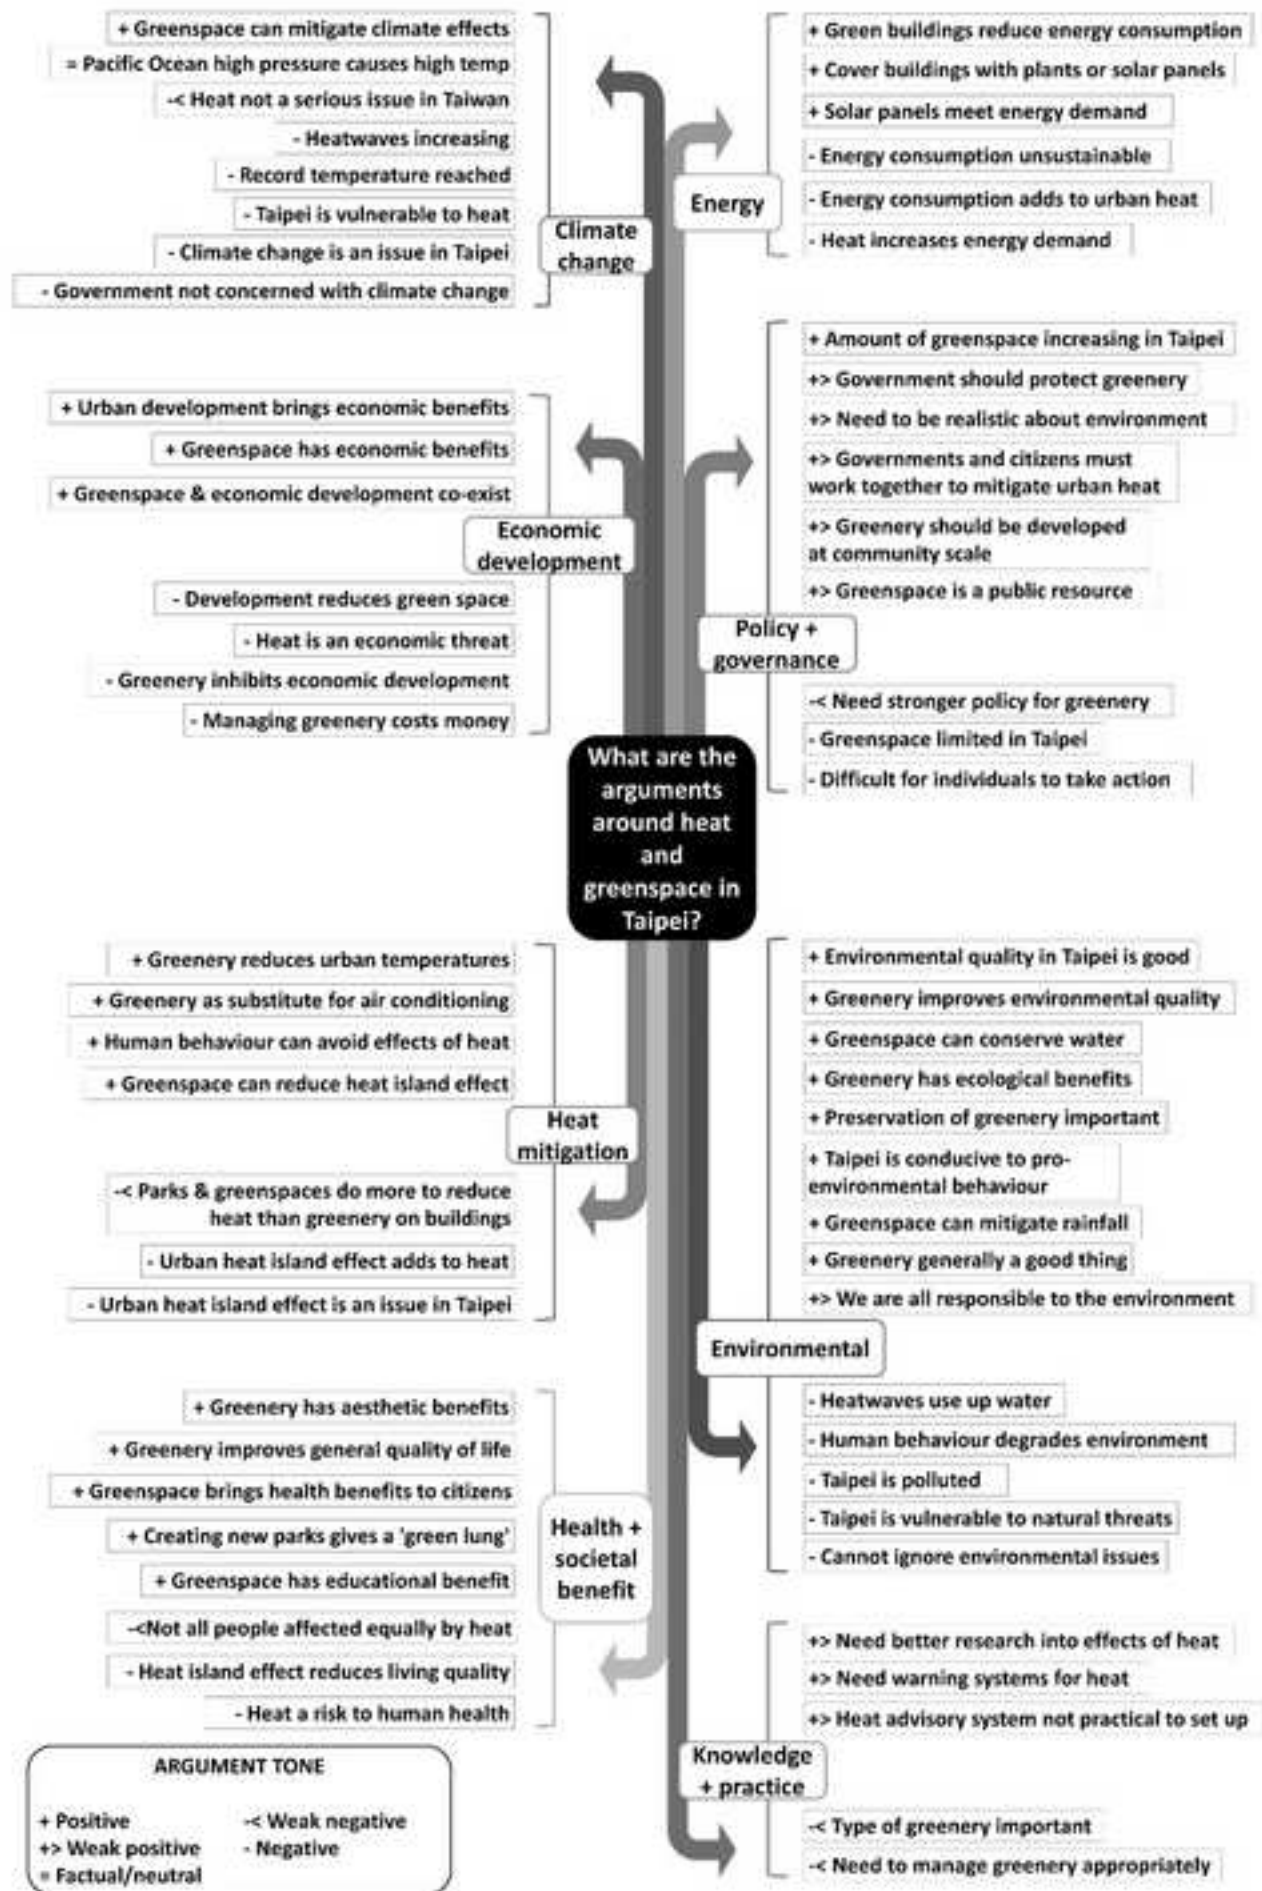 + Greenspace can mitigate climate effects
= Pacific Ocean high pressure causes high temp
-< Heat not a serious issue in Taiwan
- Heatwaves increasing
- Record temperature reached
- Taipei is vulnerable to heat
- Climate change is an issue in Taipei
- Government not concerned with climate change
Climate
change
+ Green buildings reduce energy consumption
+ Cover buildings with plants or solar panels
+ Solar panels meet energy demand
- Energy consumption unsustainable
- Energy consumption adds to urban heat
- Heat increases energy demand
Energy
+ Urban development brings economic benefits
+ Greenspace has economic benefits
+ Greenspace & economic development co-exist
Economic
development
- Development reduces green space
- Heat is an economic threat
- Greenery inhibits economic development
- Managing greenery costs money
+ Amount of greenspace increasing in Taipei
+> Government should protect greenery
+> Need to be realistic about environment
+> Governments and citizens must
work together to mitigate urban heat
+> Greenery should be developed
at community scale
+> Greenspace is a public resource
Policy +
governance
-< Need stronger policy for greenery
- Greenspace limited in Taipei
- Difficult for individuals to take action
What are the
arguments
around heat
and
greenspace in
Taipei?
+ Greenery reduces urban temperatures
+ Greenery as substitute for air conditioning
+ Human behaviour can avoid effects of heat
+ Greenspace can reduce heat island effect
Heat
mitigation
-< Parks & greenspaces do more to reduce
heat than greenery on buildings
- Urban heat island effect adds to heat
- Urban heat island effect is an issue in Taipei
+ Environmental quality in Taipei is good
+ Greenery improves environmental quality
+ Greenspace can conserve water
+ Greenery has ecological benefits
+ Preservation of greenery important
+ Taipei is conducive to pro-
environmental behaviour
+ Greenspace can mitigate rainfall
+ Greenery generally a good thing
+> We are all responsible to the environment
Environmental
- Heatwaves use up water
- Human behaviour degrades environment
- Taipei is polluted
- Taipei is vulnerable to natural threats
- Cannot ignore environmental issues
+ Greenery has aesthetic benefits
+ Greenery improves general quality of life
+ Greenspace brings health benefits to citizens
+ Creating new parks gives a 'green lung'
+ Greenspace has educational benefit
-<Not all people affected equally by heat
- Heat island effect reduces living quality
- Heat a risk to human health
Health +
societal
benefit
+> Need better research into effects of heat
+> Need warning systems for heat
+> Heat advisory system not practical to set up
Knowledge
+ practice
-< Type of greenery important
-< Need to manage greenery appropriately
ARGUMENT TONE
+ Positive
-< Weak negative
+> Weak positive
- Negative
= Factual/neutral